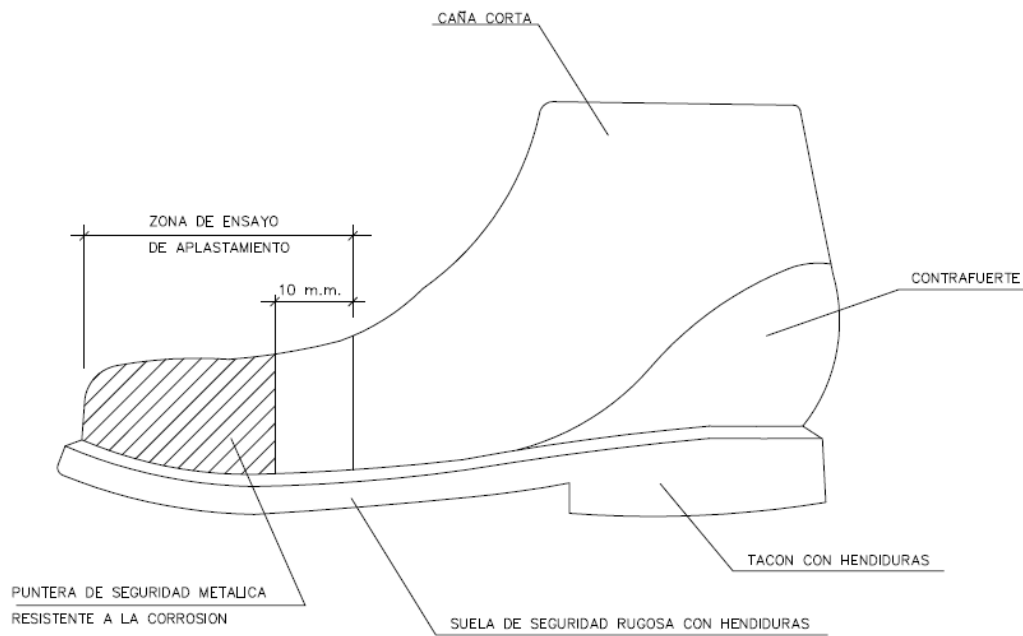 CAÑA CORTA
ZONA DE ENSAYO
DE APLASTAMIENTO
10 m.m.
CONTRAFUERTE
TACON CON HENDIDURAS
PUNTERA DE SEGURIDAD METALICA
RESISTENTE A LA CORROSION
SUELA DE SEGURIDAD RUGOSA CON HENDIDURAS